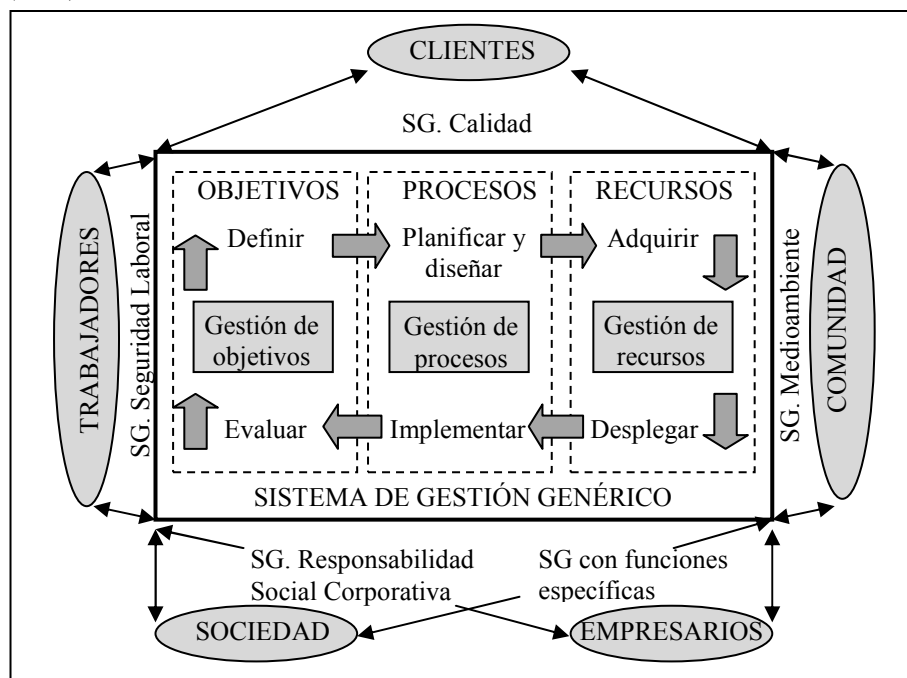 CLIENTES
SG. Calidad
TRABAJADORES
SG. Seguridad Laboral
OBJETIVOS
PROCESOS
RECURSOS
Definir
Planificar y
diseñar
Adquirir
Gestión de
objetivos
Gestión de
procesos
Gestión de
recursos
Evaluar
Implementar
Desplegar
SISTEMA DE GESTIÓN GENÉRICO
SG. Medioambiente
COMUNIDAD
SG. Responsabilidad
Social Corporativa
SG con funciones
específicas
SOCIEDAD
EMPRESARIOS